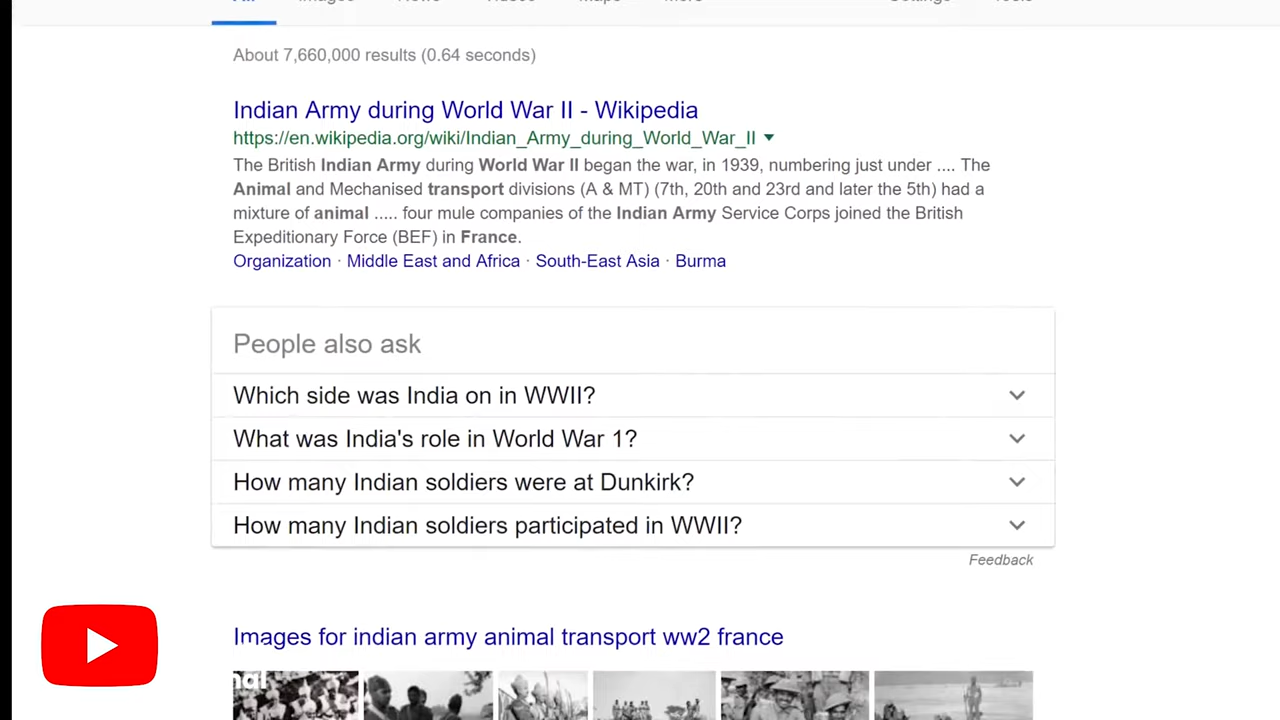 About 7,660,000 results (0.64 seconds)
Indian Army during World War II - Wikipedia
https://en.wikipedia.org/wiki/Indian_Army_during_World_War_II
The British Indian Army during World War II began the war, in 1939, numbering just under .... The
Animal and Mechanised transport divisions (A & MT) (7th, 20th and 23rd and later the 5th) had a
mixture of animal ..... four mule companies of the Indian Army Service Corps joined the British
Expeditionary Force (BEF) in France.
Organization · Middle East and Africa · South-East Asia · Burma
People also ask
Which side was India on in WWII?
What was India's role in World War 1?
How many Indian soldiers were at Dunkirk?
How many Indian soldiers participated in WWII?
Feedback
Images for indian army animal transport ww2 france